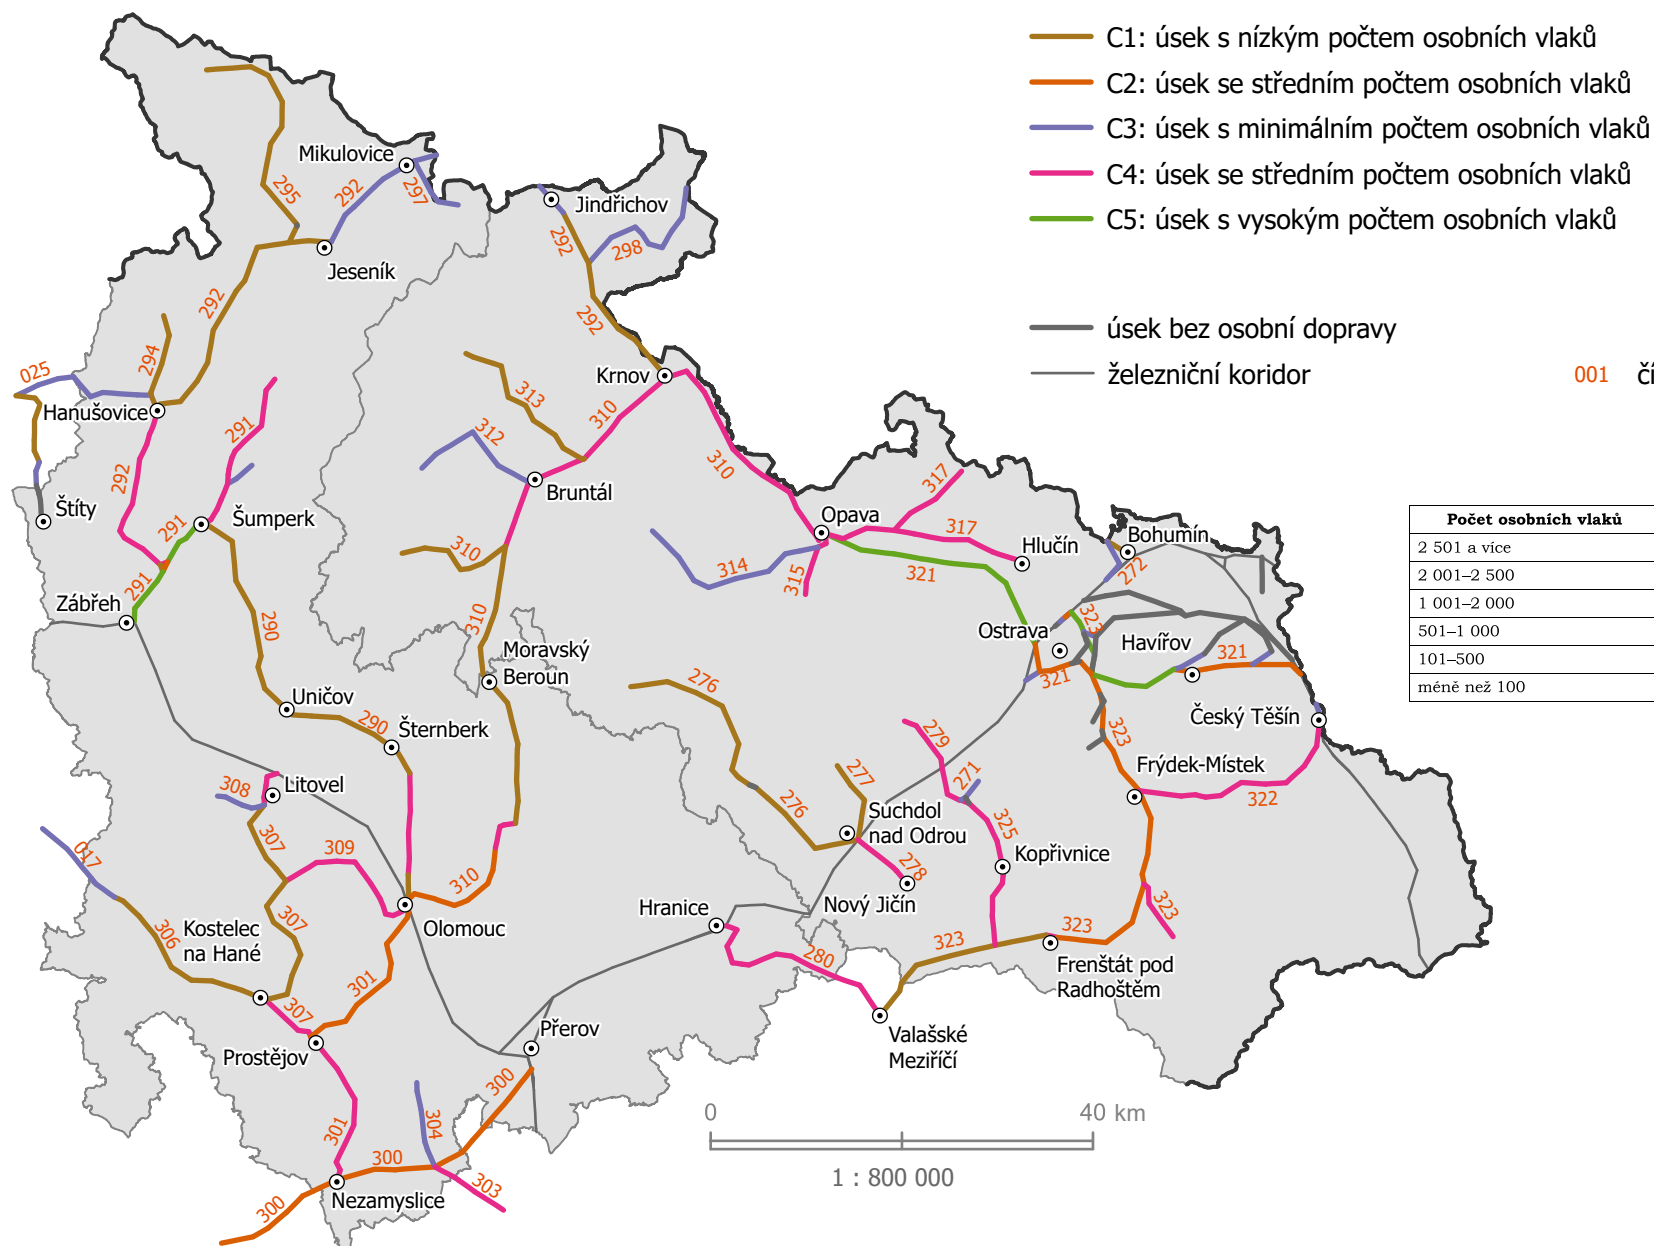 C1: úsek s nízkým počtem osobních vlaků
C2: úsek se středním počtem osobních vlaků
C3: úsek s minimálním počtem osobních vlaků
C4: úsek se středním počtem osobních vlaků
C5: úsek s vysokým počtem osobních vlaků
úsek bez osobní dopravy
železniční koridor
001 čí
Počet osobních vlaků
2 501 a více
2 001–2 500
1 001–2 000
501–1 000
101–500
méně než 100
Mikulovice
292
297
295
Jindřichov
292
298
Jeseník
292
292
294
025
Krnov
Hanušovice
313
310
291
312
292
310
317
Bruntál
Štíty
291
Šumperk
Opava
317
Bohumín
Hlučín
310
314
315
321
272
291
Zábřeh
290
310
323
Ostrava
Havířov
321
Moravský
Beroun
321
276
Uničov
290
Šternberk
279
Český Těšín
323
Frýdek-Místek
308
Litovel
277
271
276
Suchdol
nad Odrou
322
307
325
017
309
Kopřivnice
310
278
Nový Jičín
Hranice
307
306
Kostelec
na Hané
Olomouc
323
323
323
280
Frenštát pod
Radhoštěm
301
307
Přerov
Prostějov
Valašské
Meziříčí
300
0
40 km
304
301
300
1 : 800 000
303
Nezamyslice
300